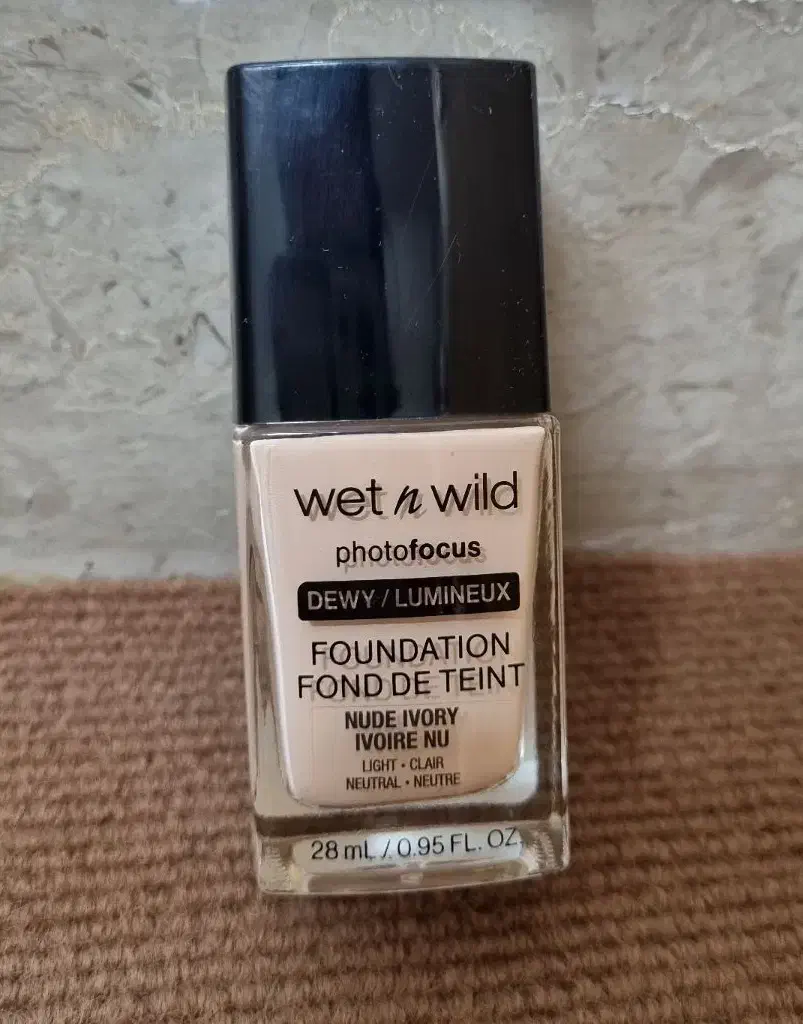 wet n wild
photofocus
DEWY / LUMINEUX
FOUNDATION
FOND DE TEINT
NUDE IVORY
IVOIRE NU
LIGHT • CLAIR
NEUTRAL • NEUTRE
28 mL / 0.95 FL. OZ.